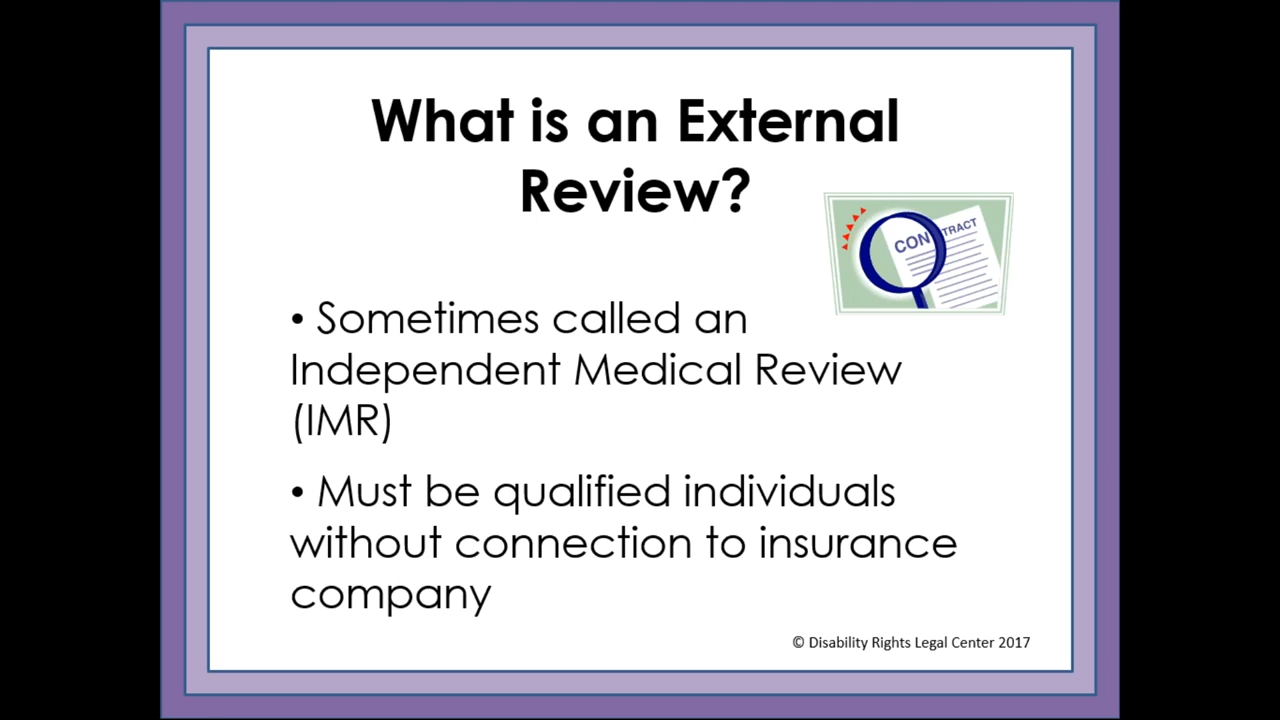 What is an External
Review?
CONTRACT
• Sometimes called an
Independent Medical Review
(IMR)
• Must be qualified individuals
without connection to insurance
company
© Disability Rights Legal Center 2017